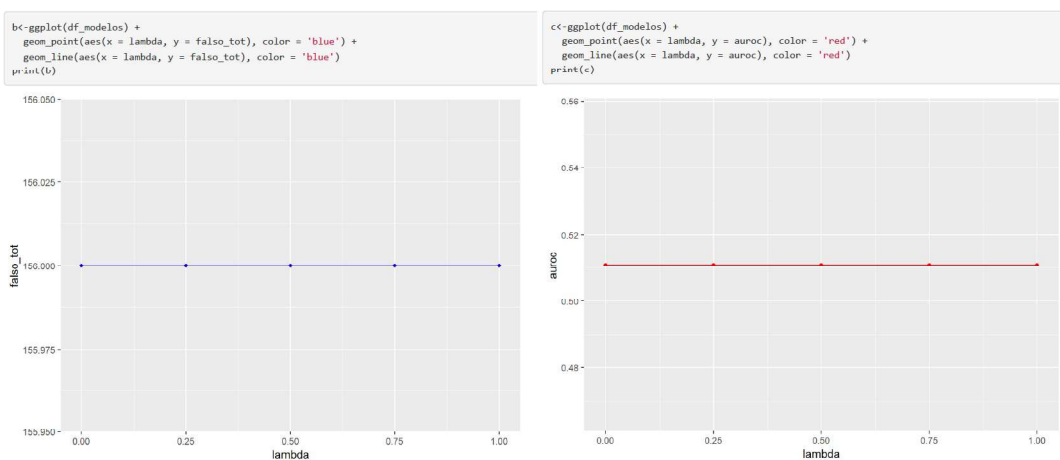 b<-ggplot(df_modelos) +
geom_point(aes(x = lambda, y = falso_tot), color = 'blue') +
geom_line(aes(x = lambda, y = falso_tot), color = 'blue')
print(b)
156.050
156.025
156.000
155.975
155.950
falso_tot
0.00 0.25 0.50 0.75 1.00
lambda
c<-ggplot(df_modelos) +
geom_point(aes(x = lambda, y = auroc), color = 'red') +
geom_line(aes(x = lambda, y = auroc), color = 'red')
print(c)
0.56
0.54
0.52
0.50
0.48
auroc
0.00 0.25 0.50 0.75 1.00
lambda